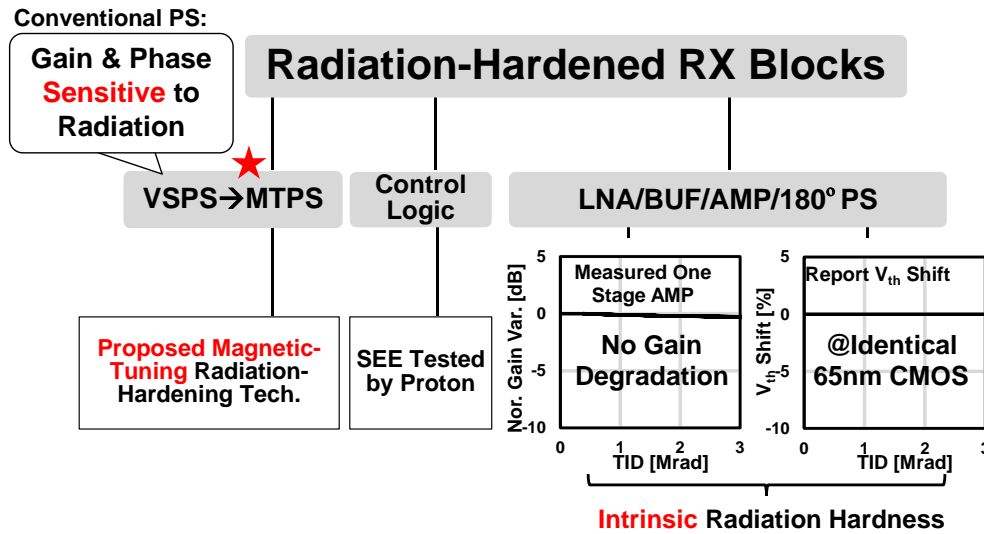 Conventional PS:
Gain & Phase
Sensitive to
Radiation
Radiation-Hardened RX Blocks
VSPS→MTPS
Control
Logic
LNA/BUF/AMP/180° PS
Proposed Magnetic-
Tuning Radiation-
Hardening Tech.
SEE Tested
by Proton
Nor. Gain Var. [dB]
5
0
-5
-10
Measured One
Stage AMP
No Gain
Degradation
0 1 2 3
TID [Mrad]
Vth Shift [%]
5
0
-5
-10
Report Vth Shift
@Identical
65nm CMOS
0 1 2 3
TID [Mrad]
Intrinsic Radiation Hardness